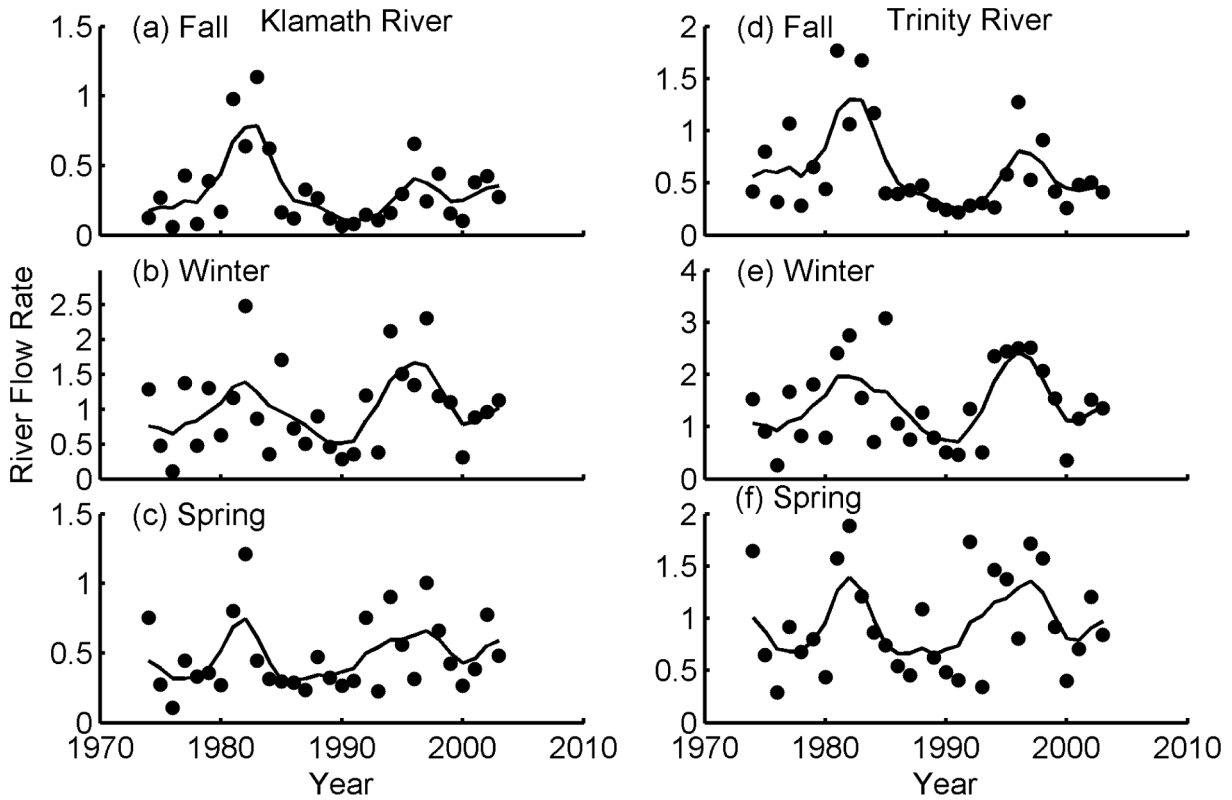 Klamath River
(a) Fall
1.5
1
0.5
0
(b) Winter
2.5
2
1.5
1
0.5
0
(c) Spring
1.5
1
0.5
0
1970 1980 1990 2000 2010
Year
River Flow Rate
Trinity River
(d) Fall
2
1.5
1
0.5
0
(e) Winter
4
3
2
1
0
(f) Spring
2
1.5
1
0.5
0
1970 1980 1990 2000 2010
Year